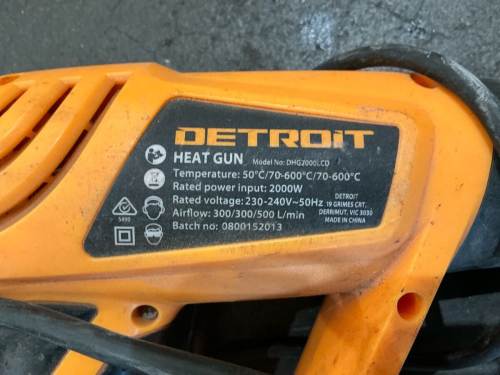 DETROIT
HEAT GUN Model No: DHG2000LCD
Temperature: 50°C/70-600°C/70-600°C
Rated power input: 2000W
Rated voltage: 230-240V~50Hz
Airflow: 300/300/500 L/min
Batch no: 0800152013
DETROIT
19 GRIMES CRT.
DERRIMUT, VIC 3030
MADE IN CHINA